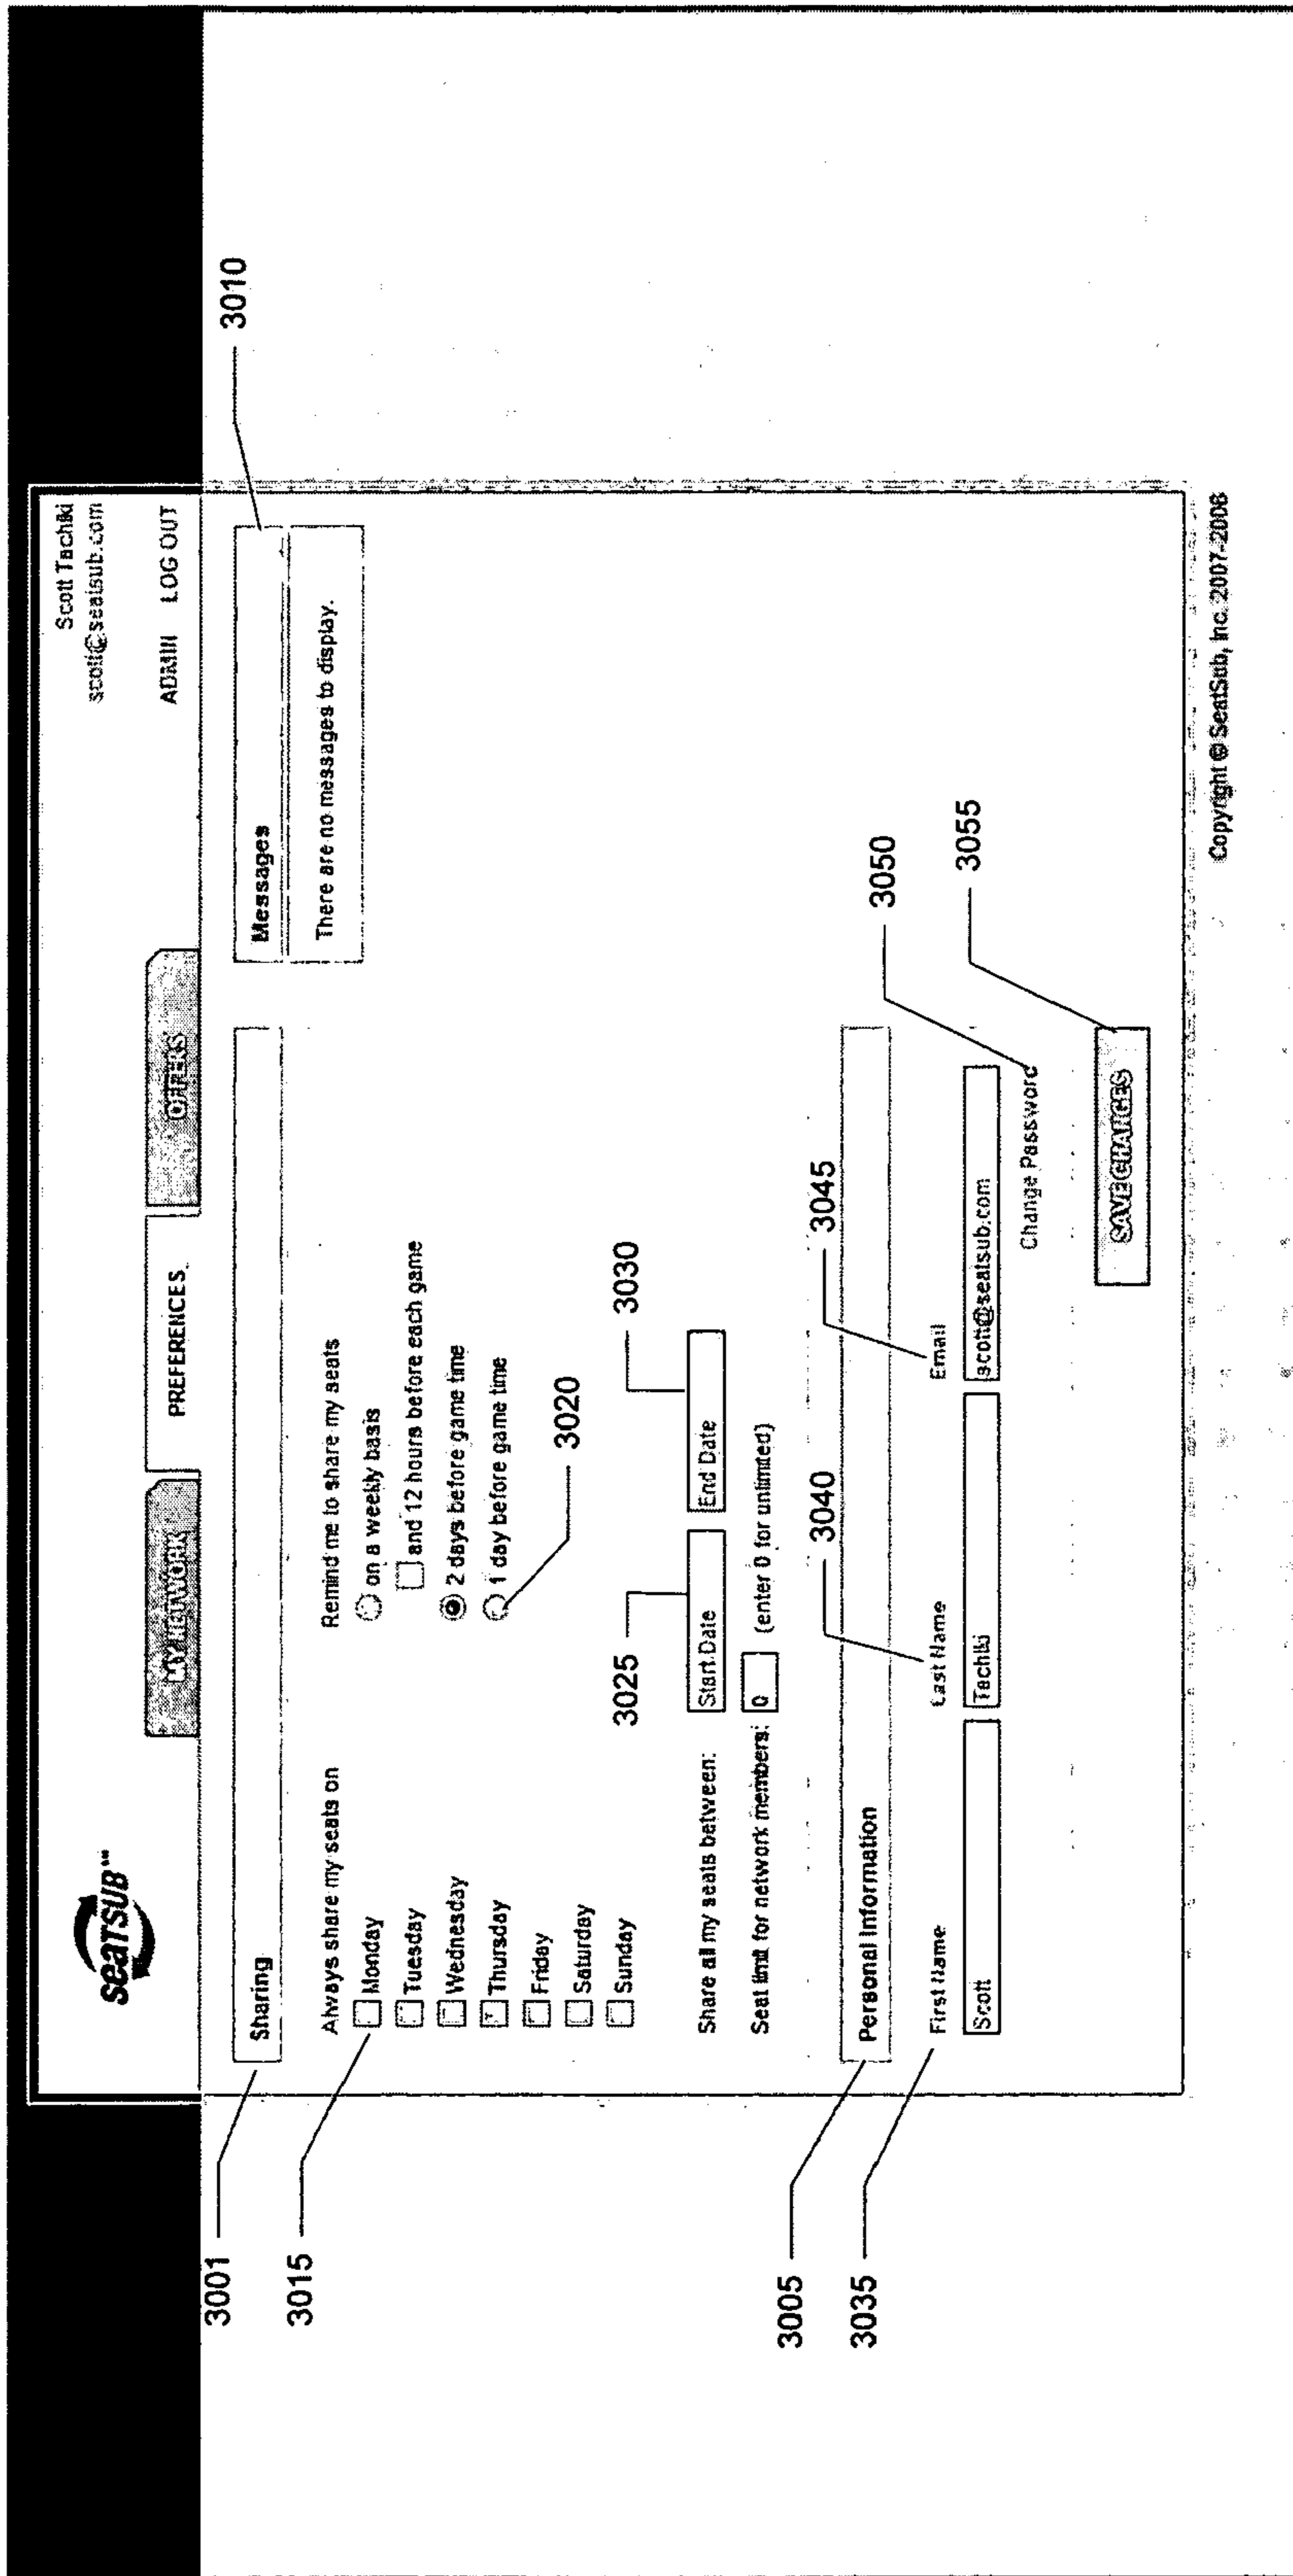 seatSUB℠
Scott Tachiki
scott@seatsub.com
ADMIN LOG OUT
MY NETWORK
PREFERENCES
OFFERS
3001
Sharing
Messages
3010
There are no messages to display.
3015
Always share my seats on
Monday
Tuesday
Wednesday
Thursday
Friday
Saturday
Sunday
Remind me to share my seats
on a weekly basis
and 12 hours before each game
2 days before game time
1 day before game time
3020
3025
3030
Share all my seats between:
Start Date
End Date
Seat limit for network members: 0 (enter 0 for unlimited)
3005
Personal Information
3035
3040
3045
3050
First Name
Last Name
Email
Scott
Tachiki
scott@seatsub.com
3055
Change Password
SAVE CHANGES
Copyright © SeatSub, Inc. 2007-2008